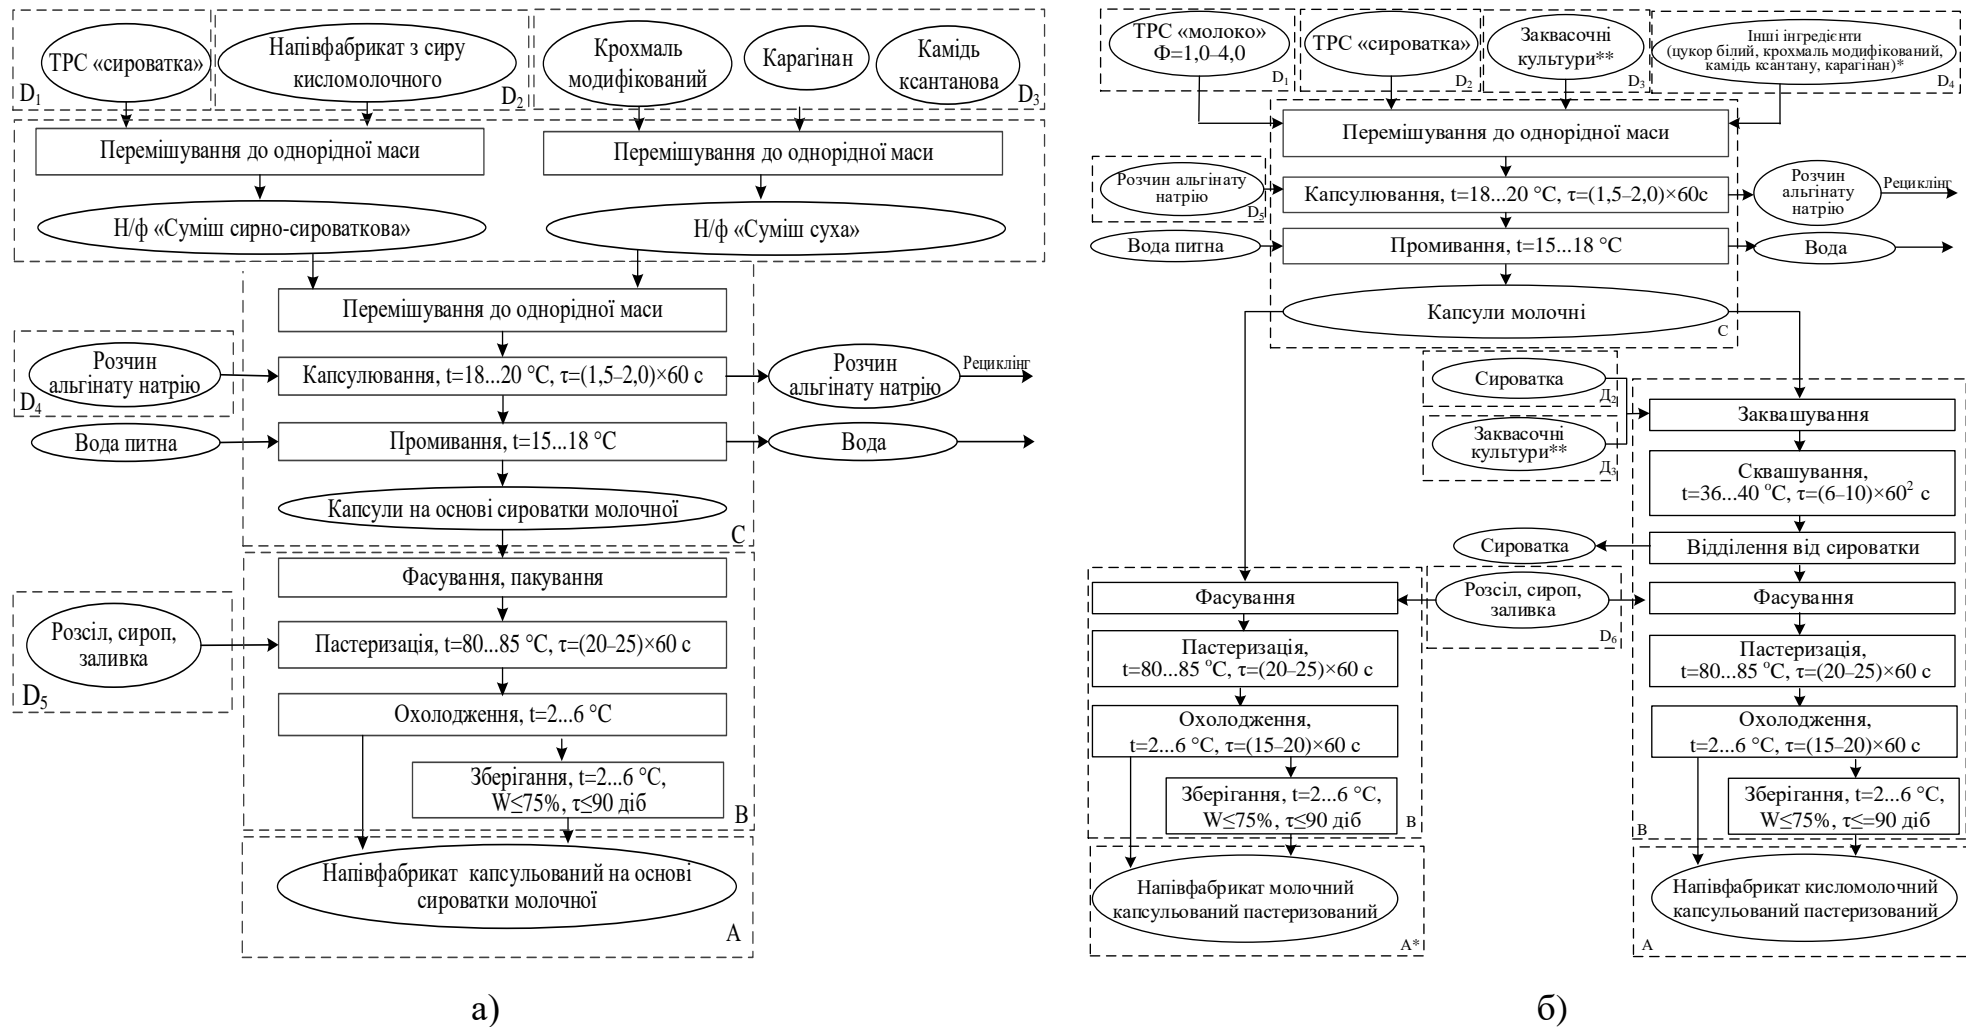 ТРС «сироватка»
D₁
Напівфабрикат з сиру
кисломолочного
D₂
Крохмаль
модифікований
Карагінан
Камідь
ксантанова
D₃
Перемішування до однорідної маси
Перемішування до однорідної маси
Н/ф «Суміш сирно-сироваткова»
Н/ф «Суміш суха»
Перемішування до однорідної маси
Розчин
альгінату натрію
D₄
Капсулювання, t=18...20 °С, τ=(1,5–2,0)×60 с
Розчин
альгінату натрію
Рециклінг
Вода питна
Промивання, t=15...18 °С
Вода
Капсули на основі сироватки молочної
С
Фасування, пакування
Розсіл, сироп,
заливка
D₅
Пастеризація, t=80...85 °С, τ=(20–25)×60 с
Охолодження, t=2...6 °С
Зберігання, t=2...6 °С,
W≤75%, τ≤90 діб
В
Напівфабрикат капсульований на основі
сироватки молочної
А
а)
ТРС «молоко»
Ф=1,0–4,0
D₁
ТРС «сироватка»
D₂
Заквасочні
культури**
D₃
Інші інгредієнти
(цукор білий, крохмаль модифікований,
камідь ксантану, карагінан)*
D₄
Перемішування до однорідної маси
Розчин альгінату
натрію
D₅
Капсулювання, t=18...20 °С, τ=(1,5–2,0)×60с
Розчин
альгінату
натрію
Рециклінг
Вода питна
Промивання, t=15...18 °С
Вода
Капсули молочні
С
Сироватка
Д₂
Заквасочні
культури**
Д₃
Заквашування
Сквашування,
t=36...40 °С, τ=(6–10)×60² с
Сироватка
Відділення від сироватки
Фасування
Розсіл, сироп,
заливка
D₆
Фасування
Пастеризація,
t=80...85 °С, τ=(20–25)×60 с
Пастеризація,
t=80...85 °С, τ=(20–25)×60 с
Охолодження,
t=2...6 °С, τ=(15–20)×60 с
Охолодження,
t=2...6 °С, τ=(15–20)×60 с
Зберігання, t=2...6 °С,
W≤75%, τ≤90 діб
В
Зберігання, t=2...6 °С,
W≤75%, τ≤=90 діб
В
Напівфабрикат молочний
капсульований пастеризований
А*
Напівфабрикат кисломолочний
капсульований пастеризований
А
б)